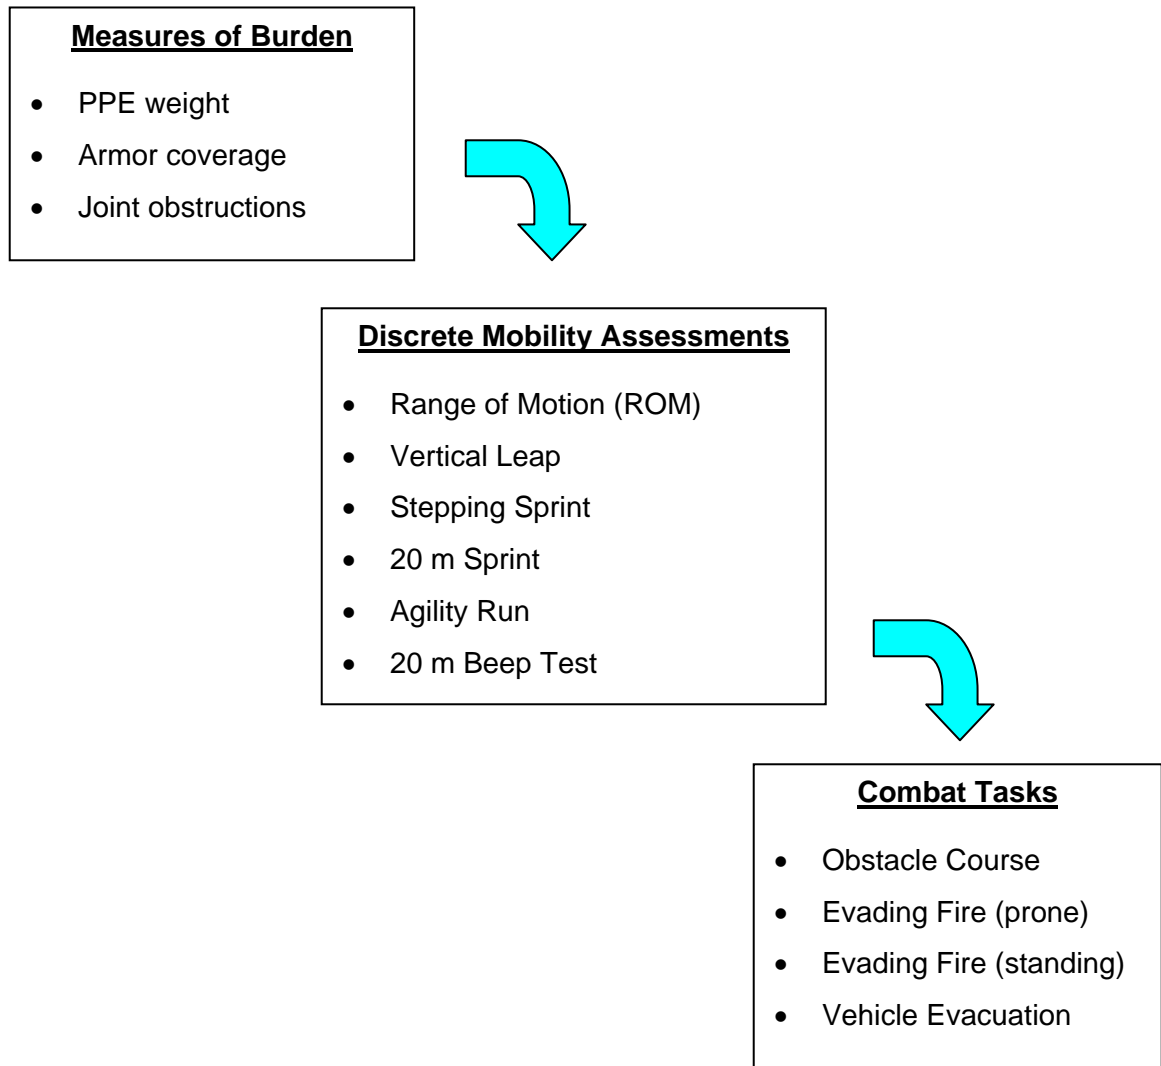 Measures of Burden
• PPE weight
• Armor coverage
• Joint obstructions
Discrete Mobility Assessments
• Range of Motion (ROM)
• Vertical Leap
• Stepping Sprint
• 20 m Sprint
• Agility Run
• 20 m Beep Test
Combat Tasks
• Obstacle Course
• Evading Fire (prone)
• Evading Fire (standing)
• Vehicle Evacuation